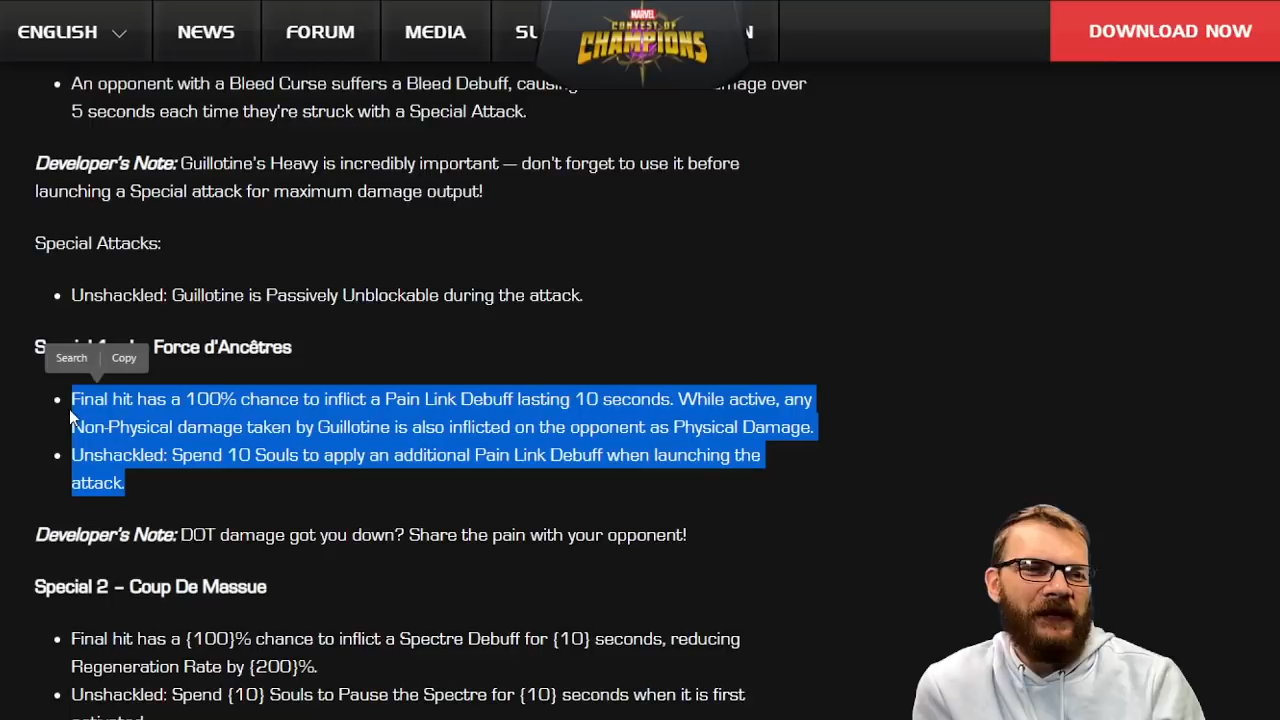 ENGLISH NEWS FORUM MEDIA SU N DOWNLOAD NOW
MARVEL
CONTEST OF
CHAMPIONS
• An opponent with a Bleed Curse suffers a Bleed Debuff, causing amage over
5 seconds each time they're struck with a Special Attack.
Developer's Note: Guillotine's Heavy is incredibly important — don't forget to use it before
launching a Special attack for maximum damage output!
Special Attacks:
• Unshackled: Guillotine is Passively Unblockable during the attack.
Force d'Ancêtres
Search Copy
• Final hit has a 100% chance to inflict a Pain Link Debuff lasting 10 seconds. While active, any
Non-Physical damage taken by Guillotine is also inflicted on the opponent as Physical Damage.
• Unshackled: Spend 10 Souls to apply an additional Pain Link Debuff when launching the
attack.
Developer's Note: DOT damage got you down? Share the pain with your opponent!
Special 2 – Coup De Massue
• Final hit has a {100}% chance to inflict a Spectre Debuff for {10} seconds, reducing
Regeneration Rate by {200}%.
• Unshackled: Spend {10} Souls to Pause the Spectre for {10} seconds when it is first
activated.